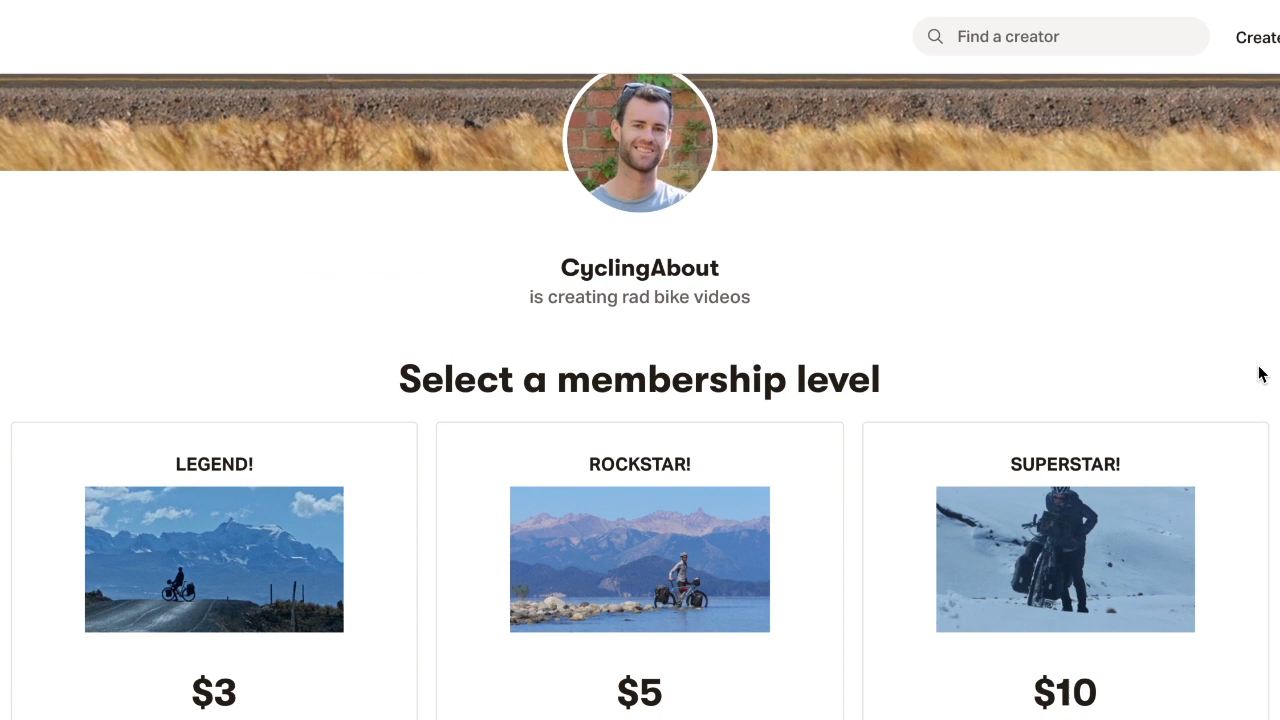 Find a creator
Create
CyclingAbout
is creating rad bike videos
Select a membership level
LEGEND!
ROCKSTAR!
SUPERSTAR!
$3
$5
$10